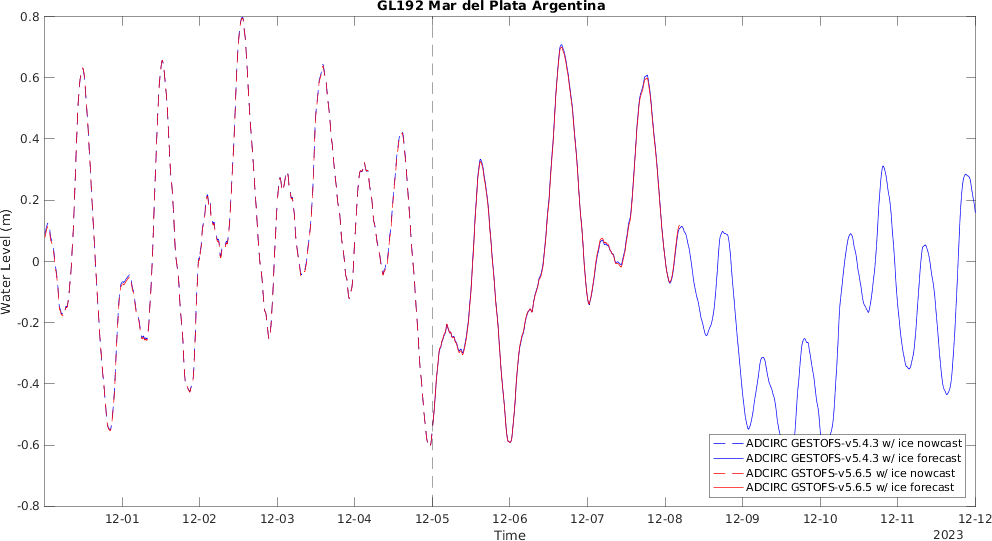 GL192 Mar del Plata Argentina
0.8
0.6
0.4
0.2
0
-0.2
-0.4
-0.6
-0.8
Water Level (m)
12-01 12-02 12-03 12-04 12-05 12-06 12-07 12-08 12-09 12-10 12-11 12-12
Time
2023
ADCIRC GESTOFS-v5.4.3 w/ ice nowcast
ADCIRC GESTOFS-v5.4.3 w/ ice forecast
ADCIRC GSTOFS-v5.6.5 w/ ice nowcast
ADCIRC GSTOFS-v5.6.5 w/ ice forecast